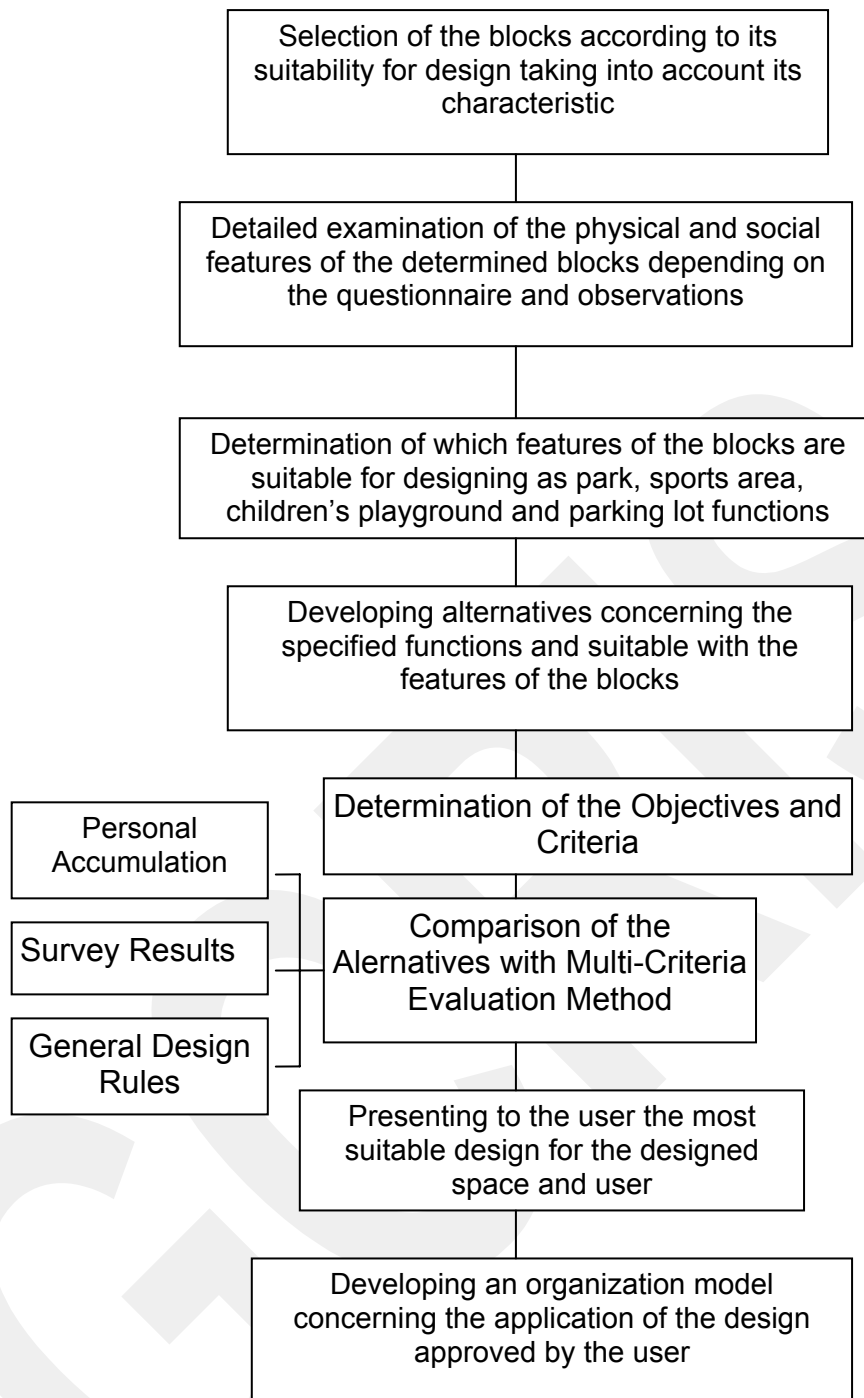 Selection of the blocks according to its
suitability for design taking into account its
characteristic
Detailed examination of the physical and social
features of the determined blocks depending on
the questionnaire and observations
Determination of which features of the blocks are
suitable for designing as park, sports area,
children's playground and parking lot functions
Developing alternatives concerning the
specified functions and suitable with the
features of the blocks
Determination of the Objectives and
Criteria
Personal
Accumulation
Survey Results
General Design
Rules
Comparison of the
Alernatives with Multi-Criteria
Evaluation Method
Presenting to the user the most
suitable design for the designed
space and user
Developing an organization model
concerning the application of the design
approved by the user